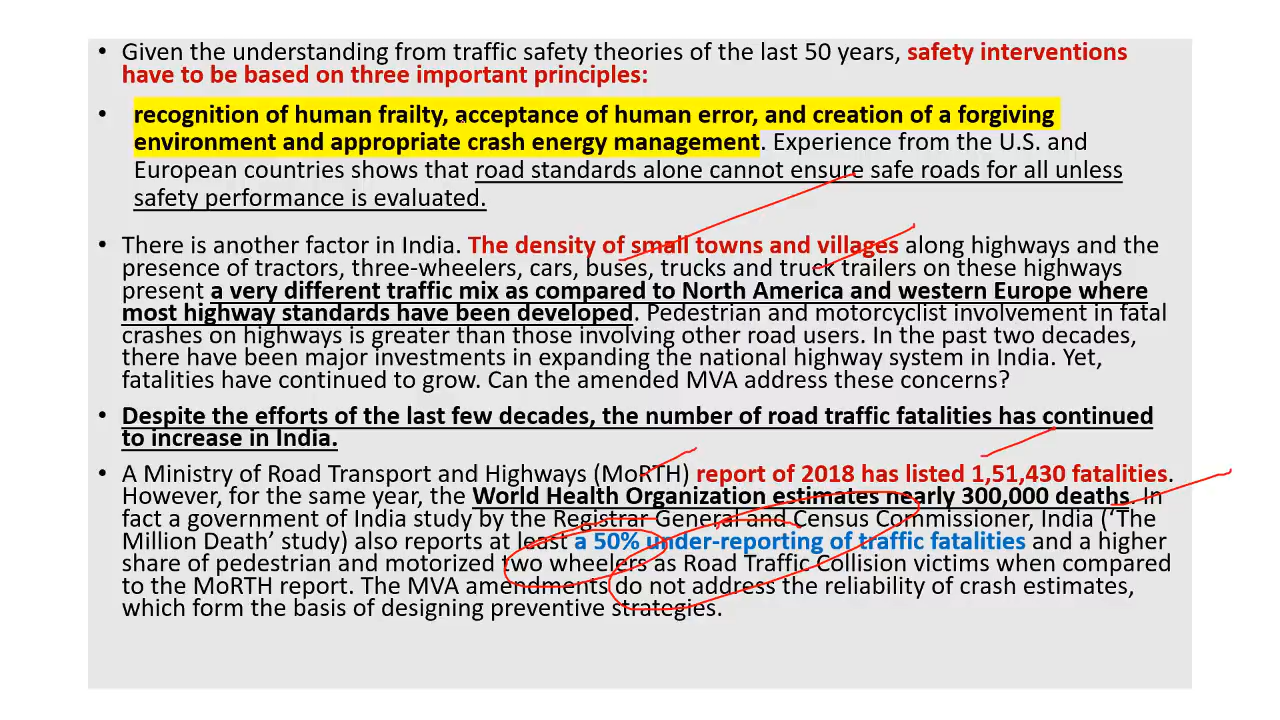 • Given the understanding from traffic safety theories of the last 50 years, safety interventions
have to be based on three important principles:
• recognition of human frailty, acceptance of human error, and creation of a forgiving
environment and appropriate crash energy management. Experience from the U.S. and
European countries shows that road standards alone cannot ensure safe roads for all unless
safety performance is evaluated.
• There is another factor in India. The density of small towns and villages along highways and the
presence of tractors, three-wheelers, cars, buses, trucks and truck trailers on these highways
present a very different traffic mix as compared to North America and western Europe where
most highway standards have been developed. Pedestrian and motorcyclist involvement in fatal
crashes on highways is greater than those involving other road users. In the past two decades,
there have been major investments in expanding the national highway system in India. Yet,
fatalities have continued to grow. Can the amended MVA address these concerns?
• Despite the efforts of the last few decades, the number of road traffic fatalities has continued
to increase in India.
• A Ministry of Road Transport and Highways (MoRTH) report of 2018 has listed 1,51,430 fatalities.
However, for the same year, the World Health Organization estimates nearly 300,000 deaths. In
fact a government of India study by the Registrar General and Census Commissioner, India (‘The
Million Death’ study) also reports at least a 50% under-reporting of traffic fatalities and a higher
share of pedestrian and motorized two wheelers as Road Traffic Collision victims when compared
to the MoRTH report. The MVA amendments do not address the reliability of crash estimates,
which form the basis of designing preventive strategies.